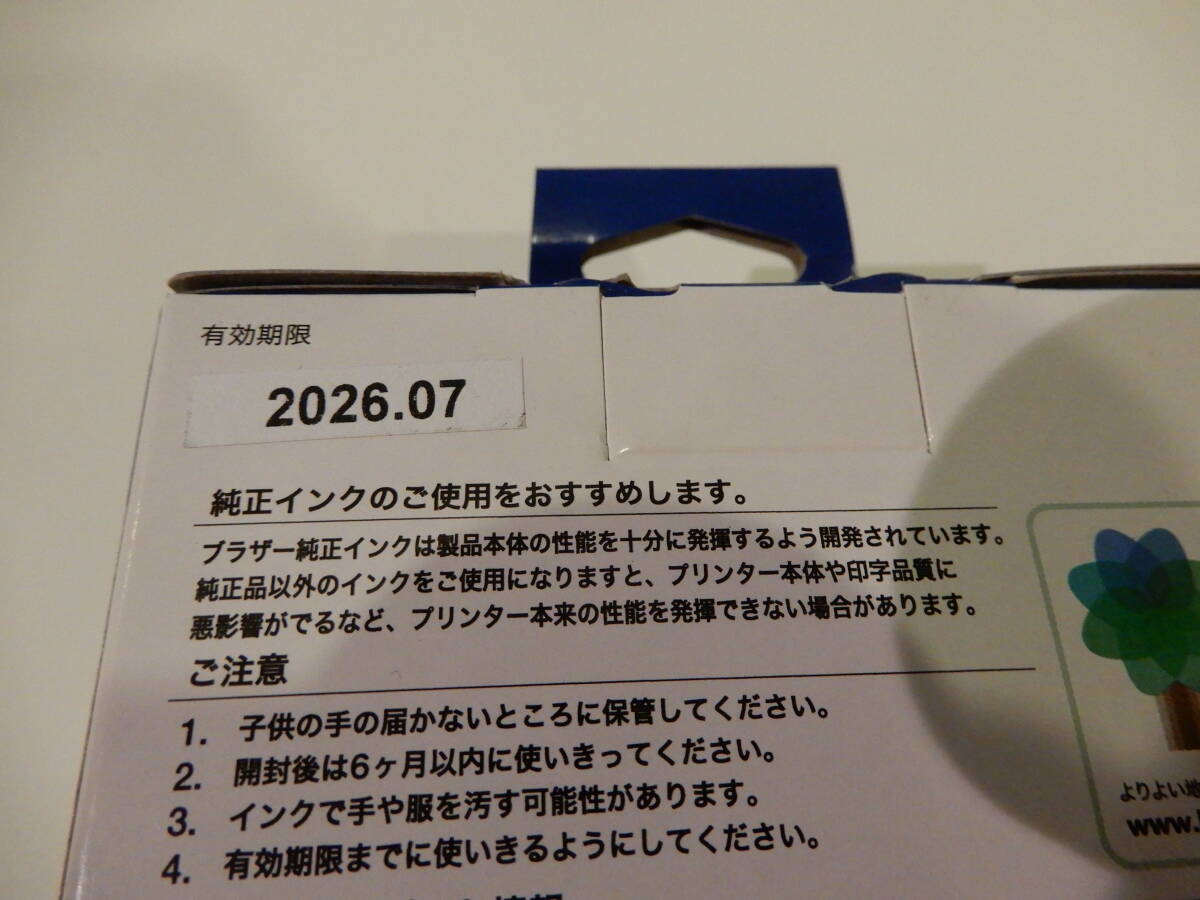 有効期限
2026.07
純正インクのご使用をおすすめします。
ブラザー純正インクは製品本体の性能を十分に発揮するよう開発されています。
純正品以外のインクをご使用になりますと、プリンター本体や印字品質に
悪影響がでるなど、プリンター本来の性能を発揮できない場合があります。
ご注意
1. 子供の手の届かないところに保管してください。
2. 開封後は6ヶ月以内に使いきってください。
3. インクで手や服を汚す可能性があります。
4. 有効期限までに使いきるようにしてください。
よりよい地
www.